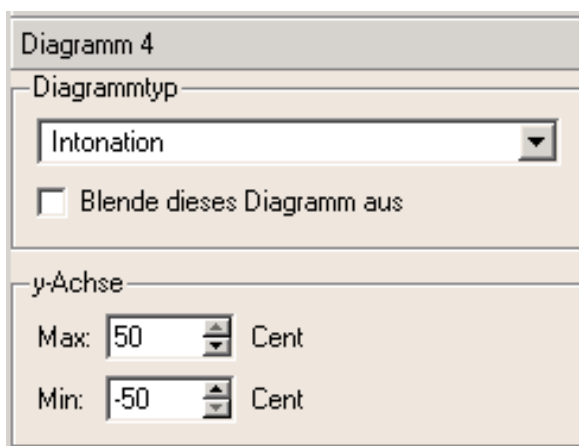 Diagramm 4
Diagrammtyp
Intonation
Blende dieses Diagramm aus
y-Achse
Max: 50 Cent
Min: -50 Cent